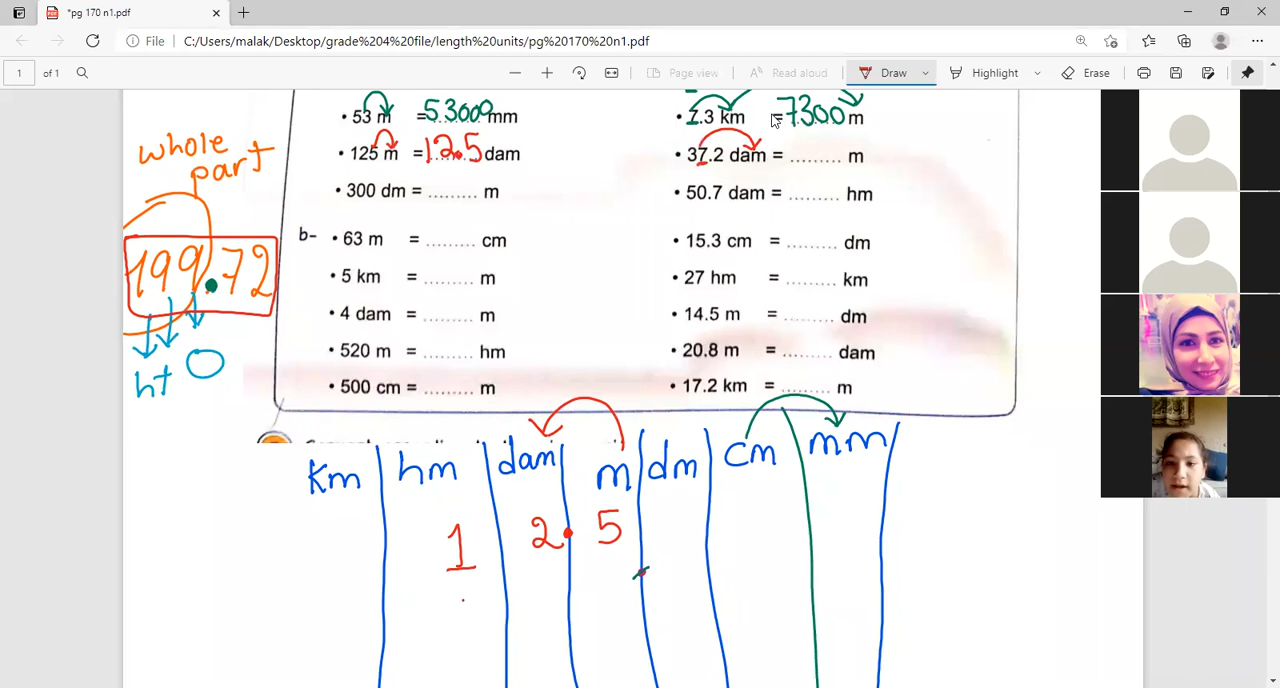 *pg 170 n1.pdf
File C:/Users/malak/Desktop/grade%204%20file/length%20units/pg%20170%20n1.pdf
1 of 1 Page view Read aloud Draw Highlight Erase
• 53 m =53000mm
• 7.3 km =7300 m
• 125 m =12.5 dam
• 37.2 dam = ......... m
• 300 dm = ......... m
• 50.7 dam = ......... hm
b- • 63 m = ......... cm
• 15.3 cm = ......... dm
• 5 km = ......... m
• 27 hm = ......... km
• 4 dam = ......... m
• 14.5 m = ......... dm
• 520 m = ......... hm
• 20.8 m = ......... dam
• 500 cm = ......... m
• 17.2 km = ......... m
whole
part
199.72
ht O
Km hm dam m dm cm mm
1 2.5